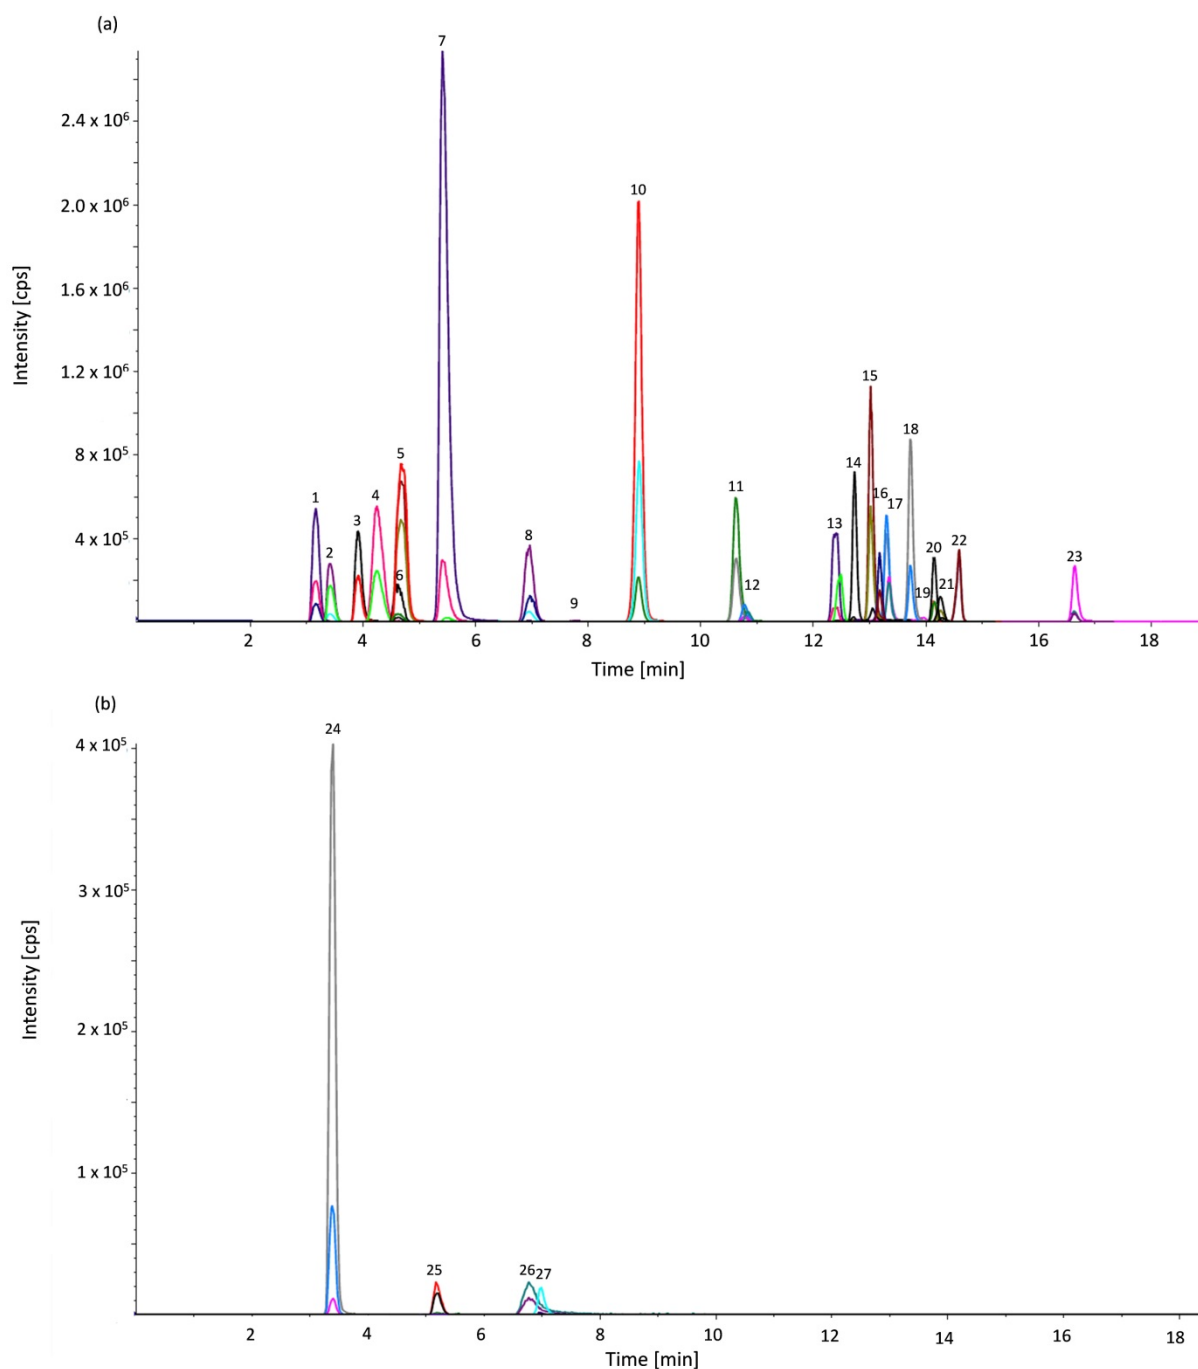 (a)
7
2.4 x 10⁶
10
2.0 x 10⁶
Intensity [cps]
1.6 x 10⁶
1.2 x 10⁶
15
18
8 x 10⁵
5
14
11
1
4
16
17
3
13
8
4 x 10⁵
20
22
2
23
6
12
21
19
9
2 4 6 8 10 12 14 16 18
Time [min]
(b)
24
4 x 10⁵
3 x 10⁵
Intensity [cps]
2 x 10⁵
1 x 10⁵
25
26 27
2 4 6 8 10 12 14 16 18
Time [min]